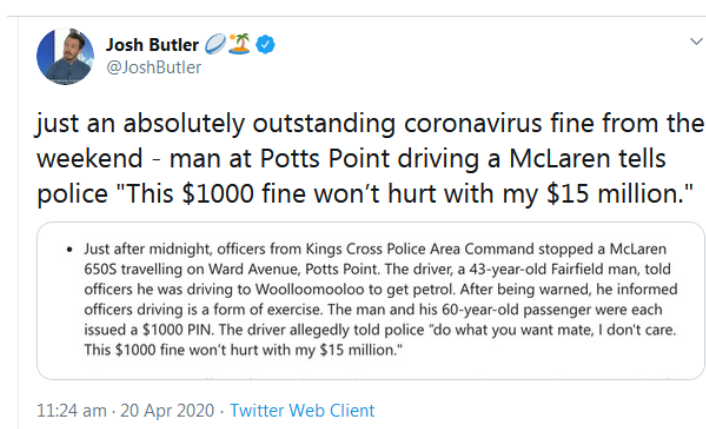 Josh Butler
@JoshButler
just an absolutely outstanding coronavirus fine from the
weekend - man at Potts Point driving a McLaren tells
police "This $1000 fine won’t hurt with my $15 million."
• Just after midnight, officers from Kings Cross Police Area Command stopped a McLaren
650S travelling on Ward Avenue, Potts Point. The driver, a 43-year-old Fairfield man, told
officers he was driving to Woolloomooloo to get petrol. After being warned, he informed
officers driving is a form of exercise. The man and his 60-year-old passenger were each
issued a $1000 PIN. The driver allegedly told police “do what you want mate, I don't care.
This $1000 fine won’t hurt with my $15 million."
11:24 am · 20 Apr 2020 · Twitter Web Client